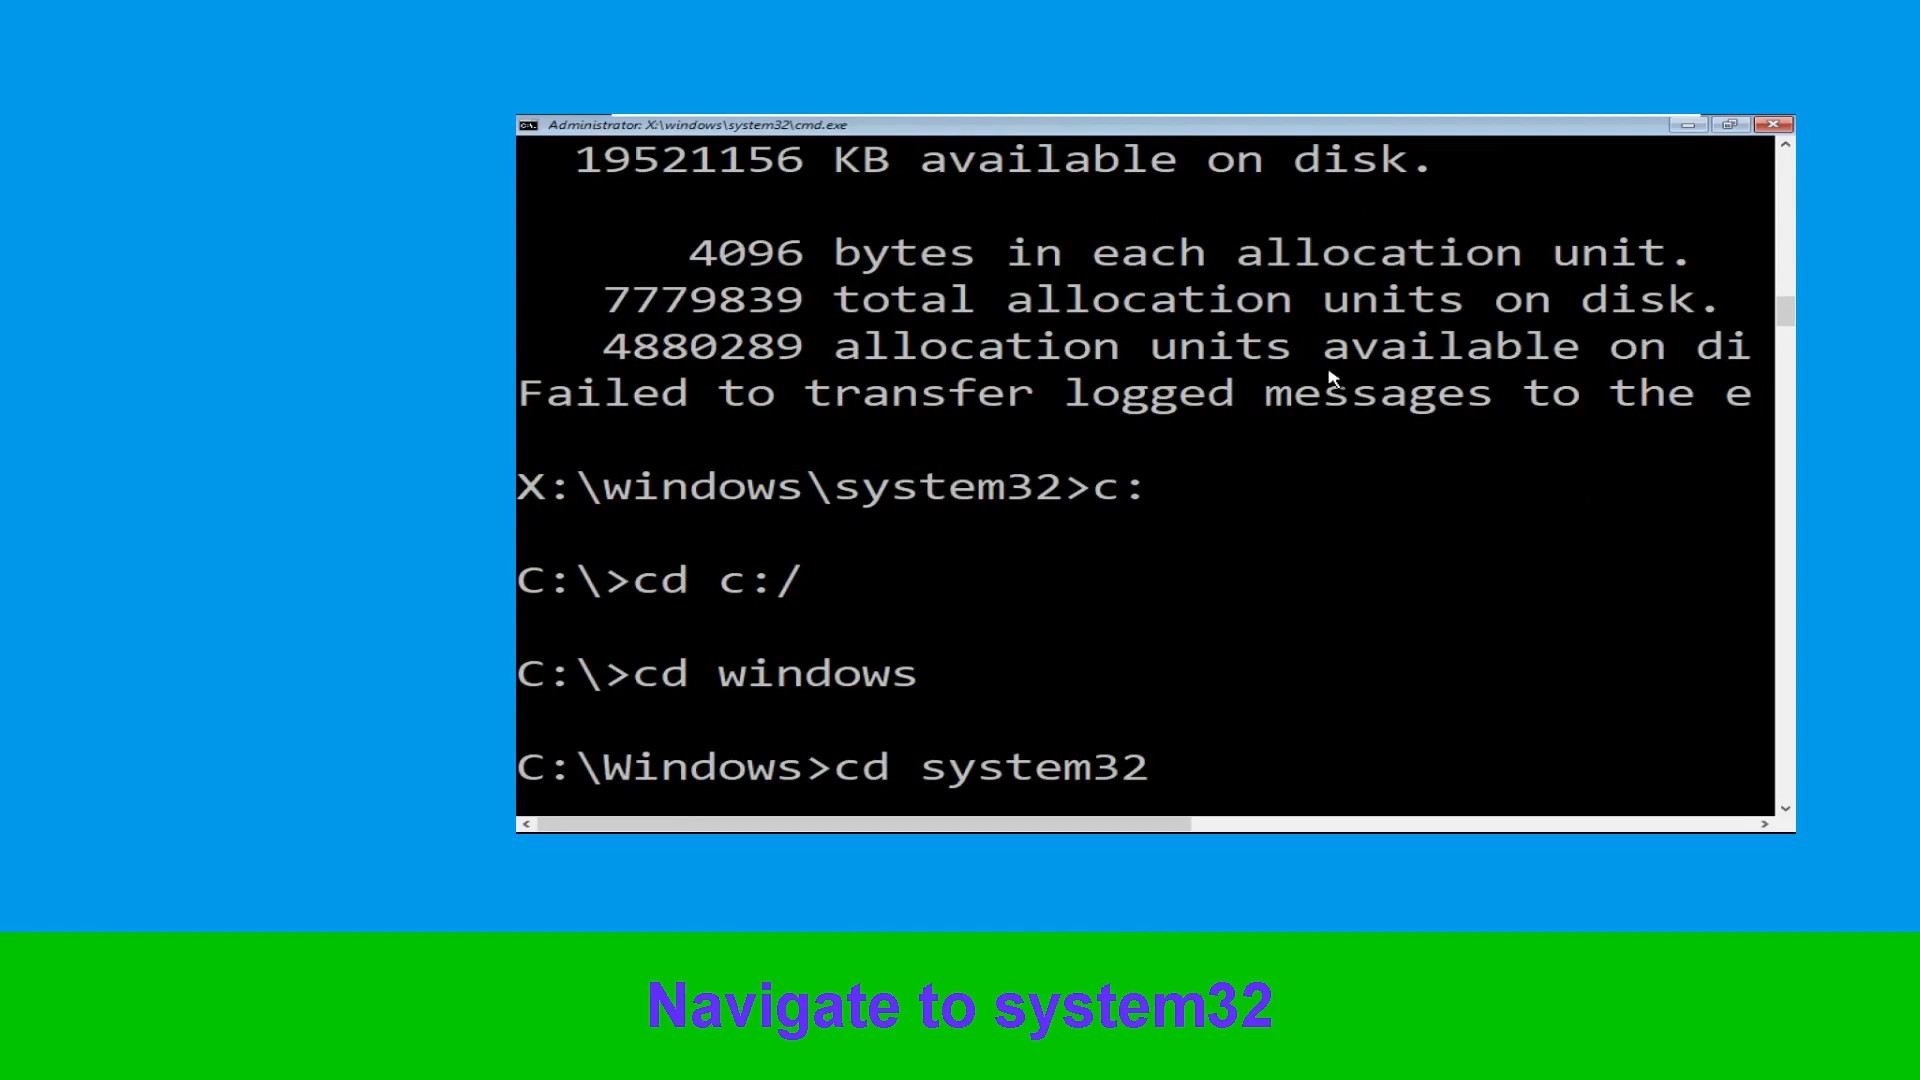 Administrator: X:\windows\system32\cmd.exe
19521156 KB available on disk.
4096 bytes in each allocation unit.
7779839 total allocation units on disk.
4880289 allocation units available on di
Failed to transfer logged messages to the e
X:\windows\system32>c:
C:\>cd c:/
C:\>cd windows
C:\Windows>cd system32
Navigate to system32